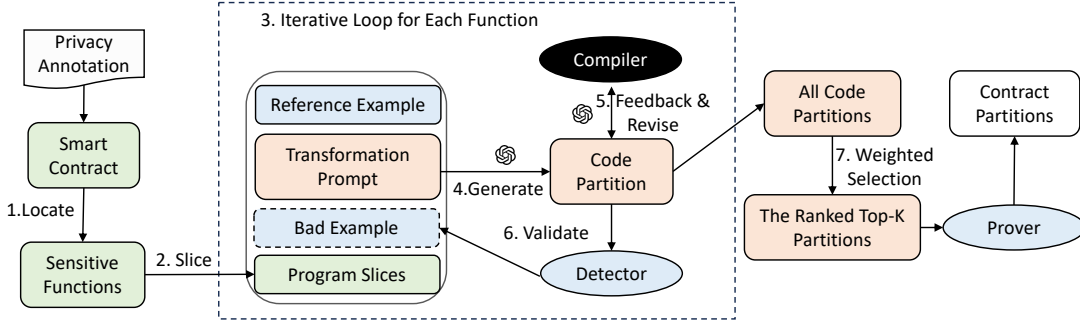 3. Iterative Loop for Each Function
Privacy
Annotation
Smart
Contract
1.Locate
Sensitive
Functions
2. Slice
Reference Example
Transformation
Prompt
Bad Example
Program Slices
4.Generate
Compiler
5. Feedback &
Revise
Code
Partition
6. Validate
Detector
All Code
Partitions
7. Weighted
Selection
The Ranked Top-K
Partitions
Prover
Contract
Partitions